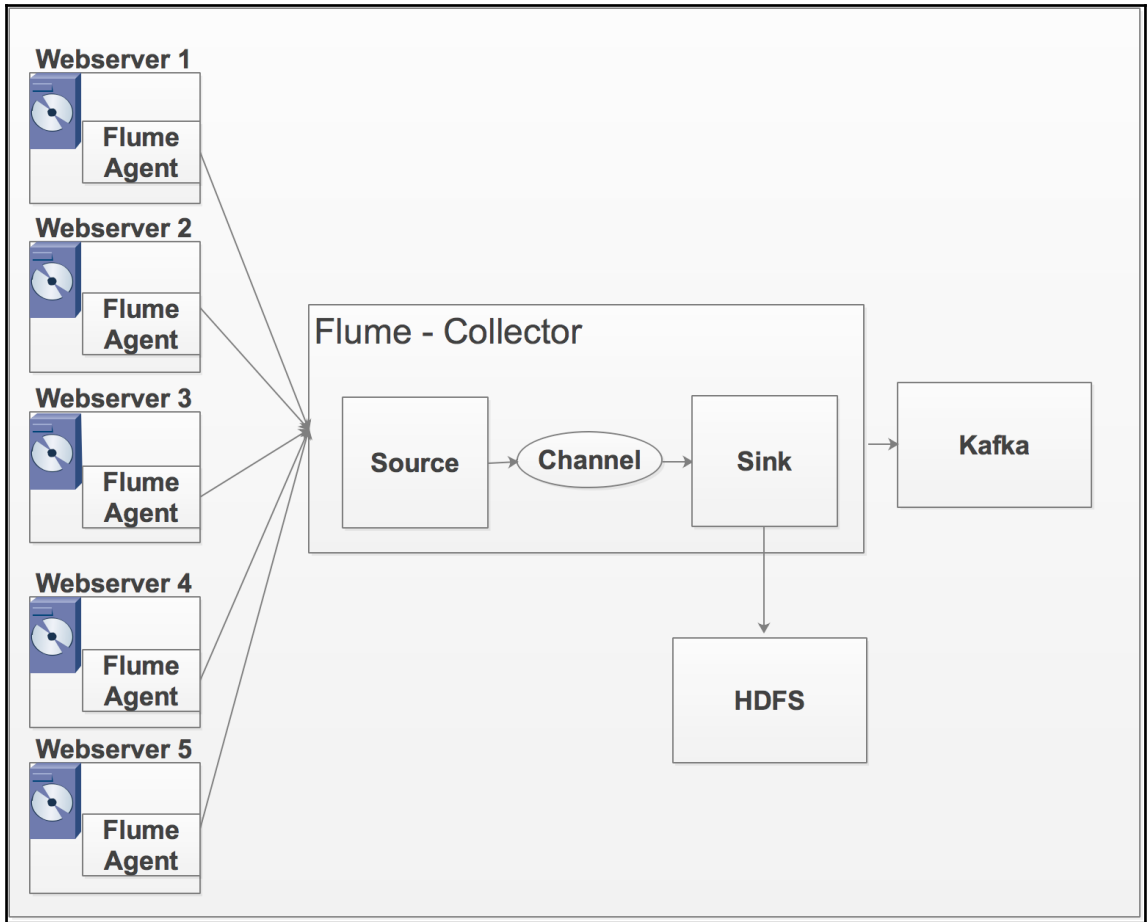 Webserver 1
Flume
Agent
Webserver 2
Flume
Agent
Webserver 3
Flume
Agent
Webserver 4
Flume
Agent
Webserver 5
Flume
Agent
Flume - Collector
Source
Channel
Sink
Kafka
HDFS